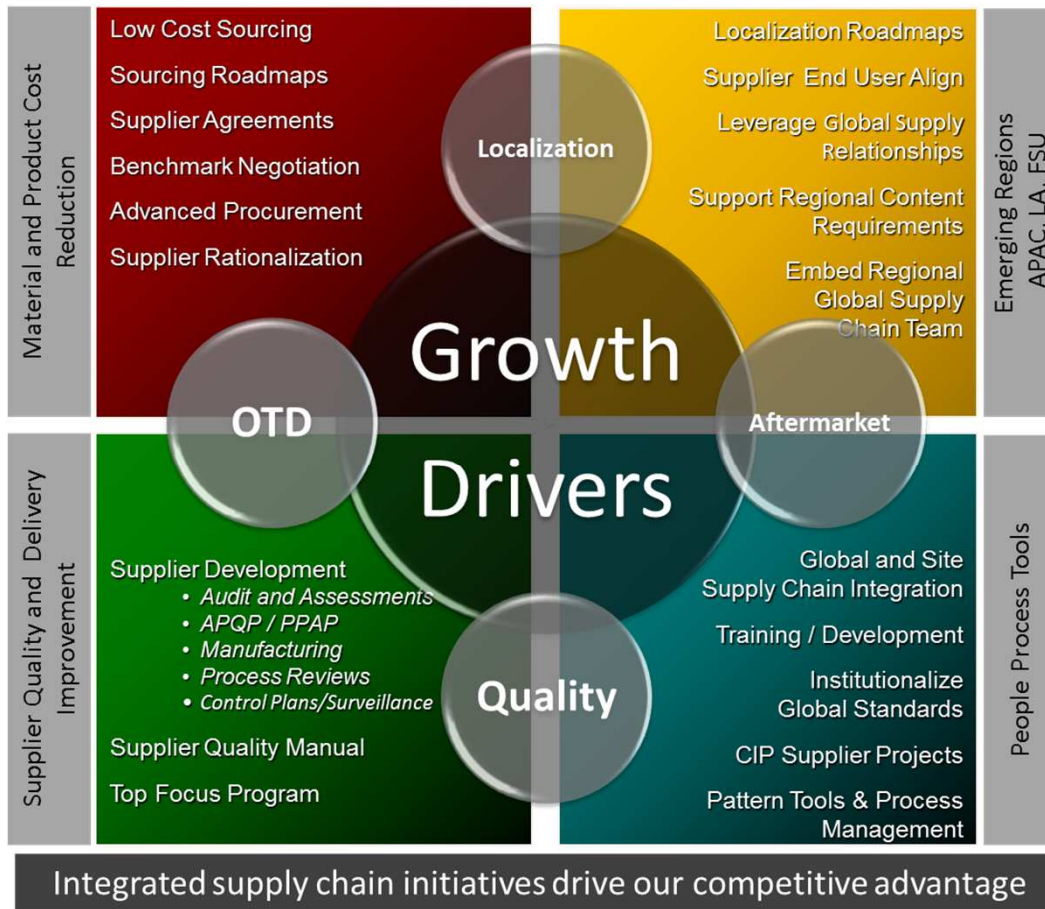 Material and Product Cost
Reduction
Low Cost Sourcing
Sourcing Roadmaps
Supplier Agreements
Benchmark Negotiation
Advanced Procurement
Supplier Rationalization
Localization
Localization Roadmaps
Supplier End User Align
Leverage Global Supply
Relationships
Support Regional Content
Requirements
Embed Regional
Global Supply
Chain Team
Emerging Regions
APAC, LA, FSU
Growth
Drivers
OTD
Aftermarket
Quality
Supplier Quality and Delivery
Improvement
Supplier Development
• Audit and Assessments
• APQP / PPAP
• Manufacturing
• Process Reviews
• Control Plans/Surveillance
Supplier Quality Manual
Top Focus Program
Global and Site
Supply Chain Integration
Training / Development
Institutionalize
Global Standards
CIP Supplier Projects
Pattern Tools & Process
Management
People Process Tools
Integrated supply chain initiatives drive our competitive advantage